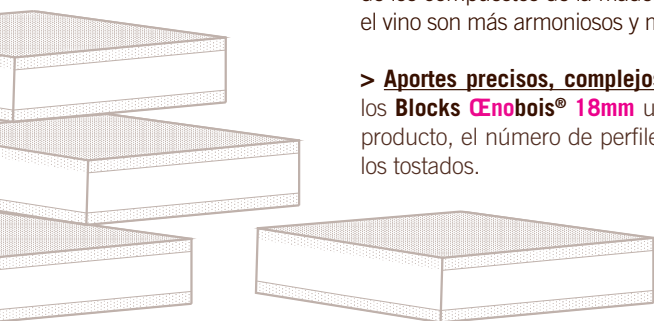 de los compuestos de la made
el vino son más armoniosos y
> Aportes precisos, complejos
los Blocks Œnobois® 18mm
producto, el número de perfile
los tostados.